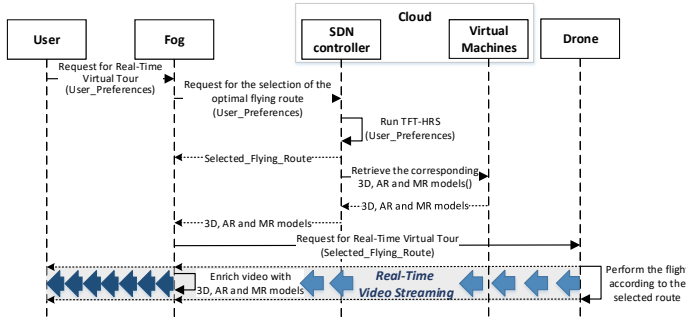 Cloud
User
Fog
SDN
controller
Virtual
Machines
Drone
Request for Real-Time
Virtual Tour
(User_Preferences)
Request for the selection of the
optimal flying route
(User_Preferences)
Run TFT-HRS
(User_Preferences)
Selected_Flying_Route
Retrieve the corresponding
3D, AR and MR models()
3D, AR and MR models
3D, AR and MR models
Request for Real-Time Virtual Tour
(Selected_Flying_Route)
Enrich video with
3D, AR and MR models
Real-Time
Video Streaming
Perform the flight
according to the
selected route